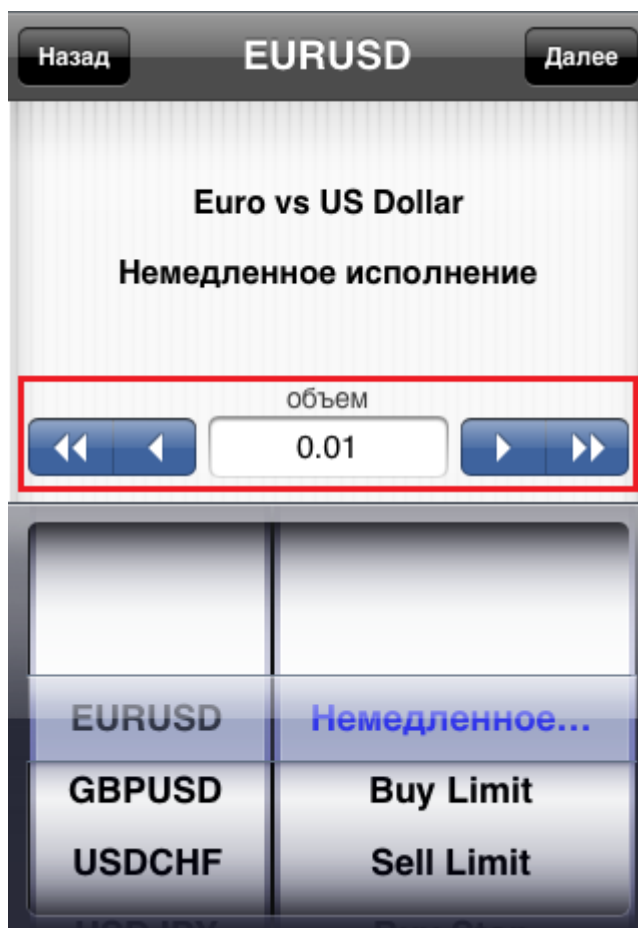 Назад EURUSD Далее
Euro vs US Dollar
Немедленное исполнение
объем
0.01
EURUSD Немедленное...
GBPUSD Buy Limit
USDCHF Sell Limit